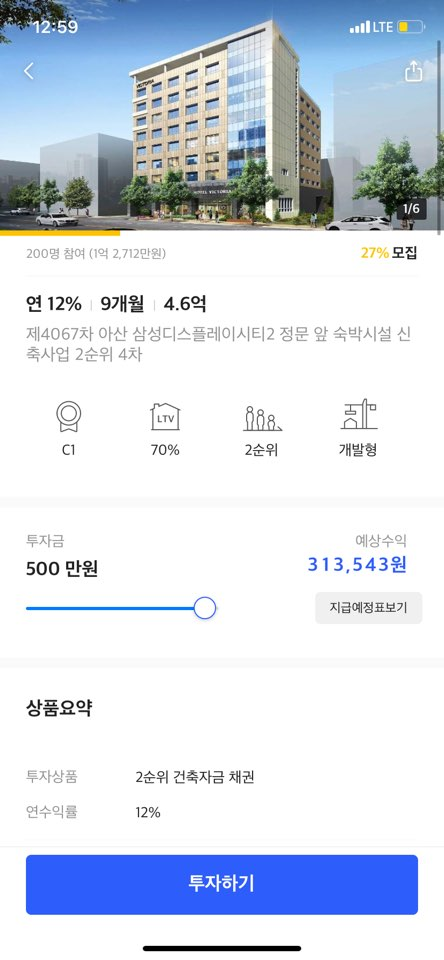 12:59
LTE
HOTEL VICTORIA
1/6
200명 참여 (1억 2,712만원)
27% 모집
연 12% | 9개월 | 4.6억
제4067차 아산 삼성디스플레이시티2 정문 앞 숙박시설 신
축사업 2순위 4차
LTV
C1
70%
2순위
개발형
투자금
예상수익
500 만원
313,543원
지급예정표보기
상품요약
투자상품
2순위 건축자금 채권
연수익률
12%
투자하기